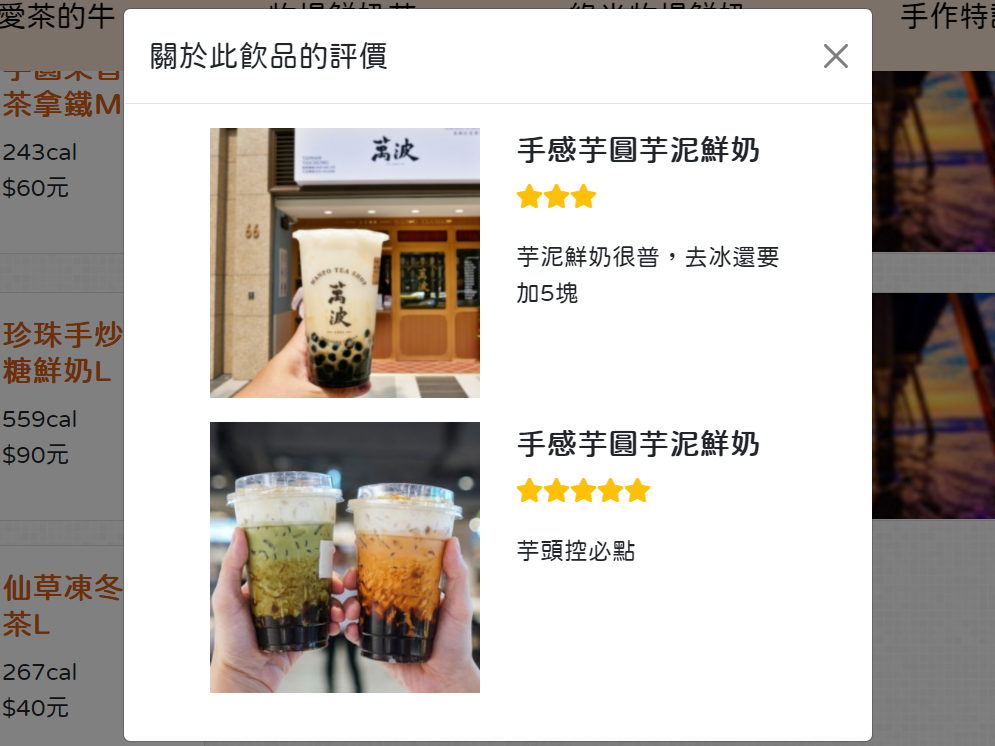 愛茶的牛
手作特
關於此飲品的評價
茶拿鐵M
243cal
$60元
珍珠手炒
糖鮮奶L
559cal
$90元
仙草凍冬
茶L
267cal
$40元
萬波
66
WANPO TEA SHOP
萬波
手感芋圓芋泥鮮奶
芋泥鮮奶很普，去冰還要
加5塊
手感芋圓芋泥鮮奶
芋頭控必點